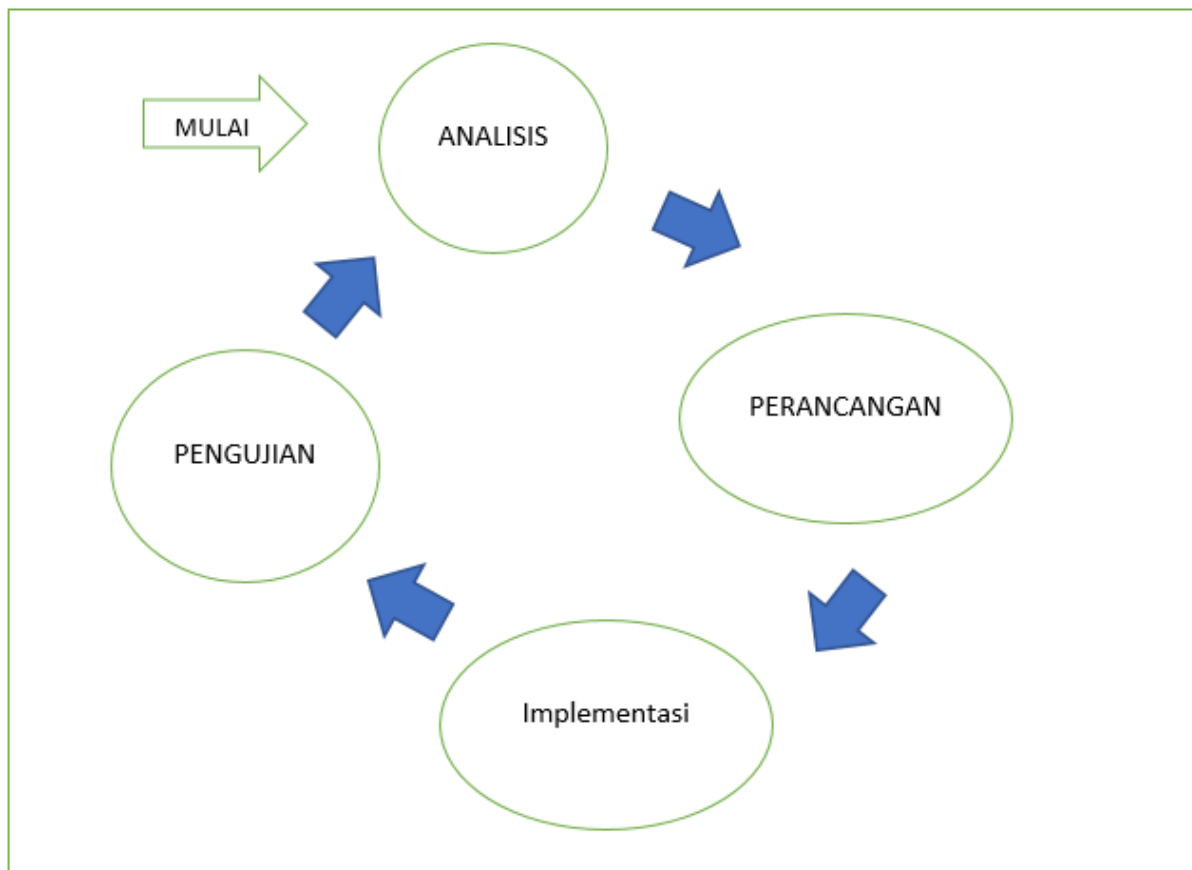 MULAI
ANALISIS
PERANCANGAN
Implementasi
PENGUJIAN